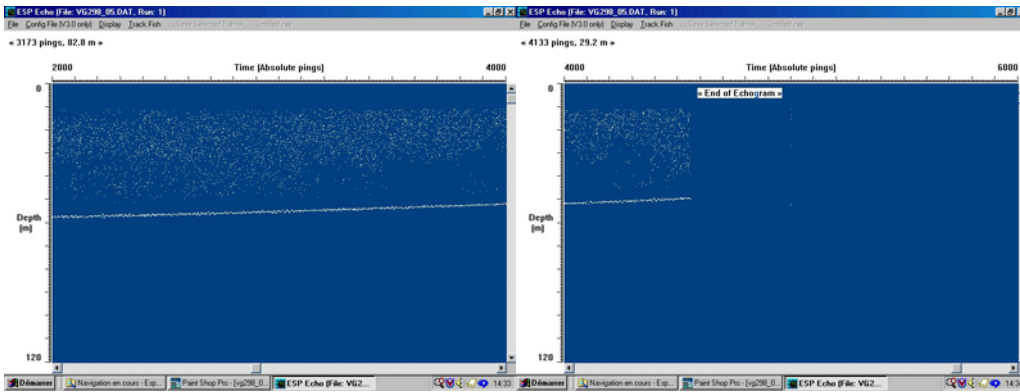 ESP Echo (File: VG298_05.DAT, Run: 1)
File Config File (V3.0 only) Display Track Fish
« 3173 pings, 82.8 m »
2000 Time [Absolute pings] 4000
0
Depth
(m)
120
Démarrer Navigation en cours - Esp... Paint Shop Pro - [vg298_0... ESP Echo (File: VG2... 14:33
ESP Echo (File: VG298_05.DAT, Run: 1)
File Config File (V3.0 only) Display Track Fish
« 4133 pings, 29.2 m »
4000 Time [Absolute pings] 6000
0
« End of Echogram »
Depth
(m)
120
Démarrer Navigation en cours - Esp... Paint Shop Pro - [vg298_0... ESP Echo (File: VG2...